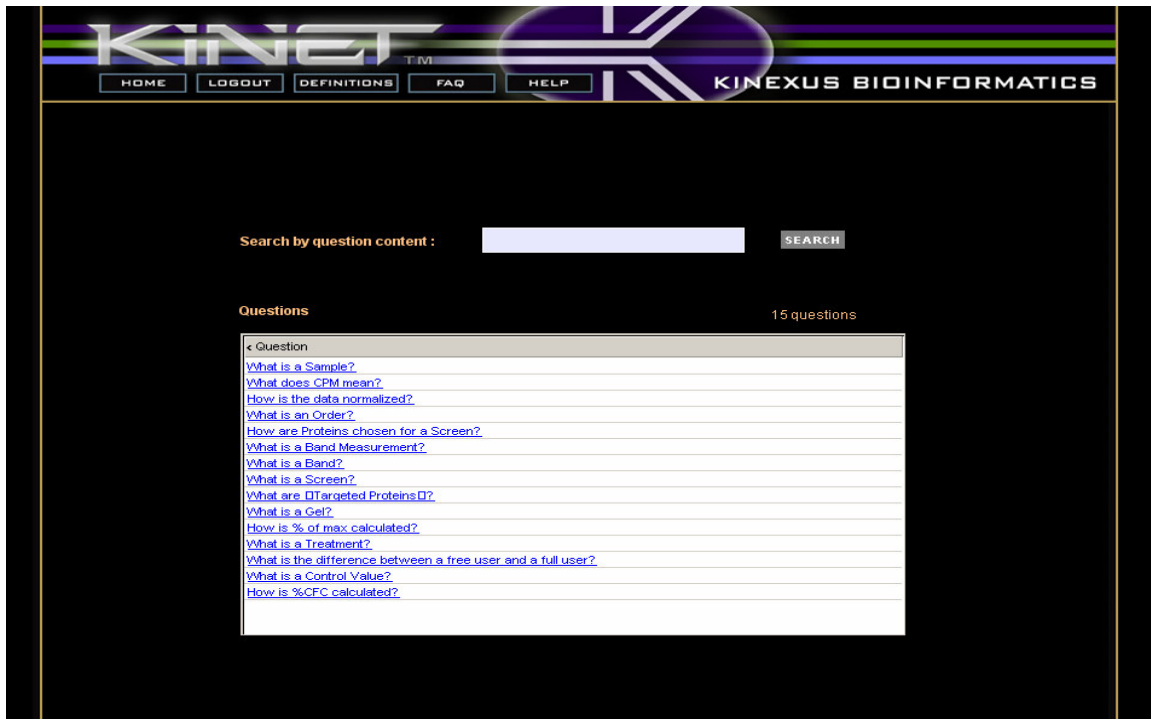 KiNET TM
HOME LOGOUT DEFINITIONS FAQ HELP KINEXUS BIOINFORMATICS
Search by question content : SEARCH
Questions 15 questions
‹ Question
What is a Sample?
What does CPM mean?
How is the data normalized?
What is an Order?
How are Proteins chosen for a Screen?
What is a Band Measurement?
What is a Band?
What is a Screen?
What are □Targeted Proteins□?
What is a Gel?
How is % of max calculated?
What is a Treatment?
What is the difference between a free user and a full user?
What is a Control Value?
How is %CFC calculated?